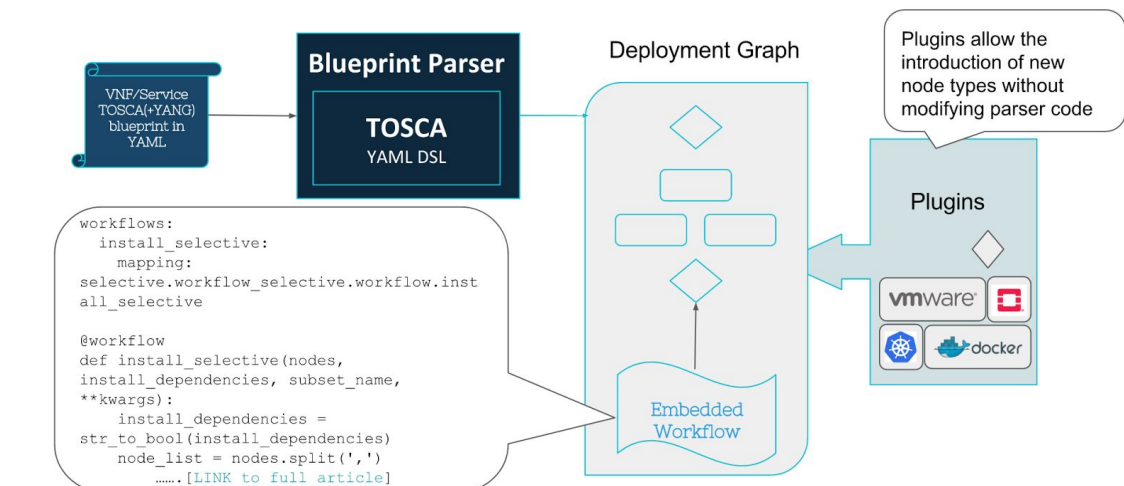 VNF/Service
TOSCA(+YANG)
blueprint in
YAML
Blueprint Parser
TOSCA
YAML DSL
Deployment Graph
Plugins allow the
introduction of new
node types without
modifying parser code
Plugins
vmware
docker
workflows:
  install_selective:
    mapping:
selective.workflow_selective.workflow.inst
all_selective
@workflow
def install_selective(nodes,
install_dependencies, subset_name,
**kwargs):
    install_dependencies =
str_to_bool(install_dependencies)
    node_list = nodes.split(',')
…….[LINK to full article]
Embedded
Workflow